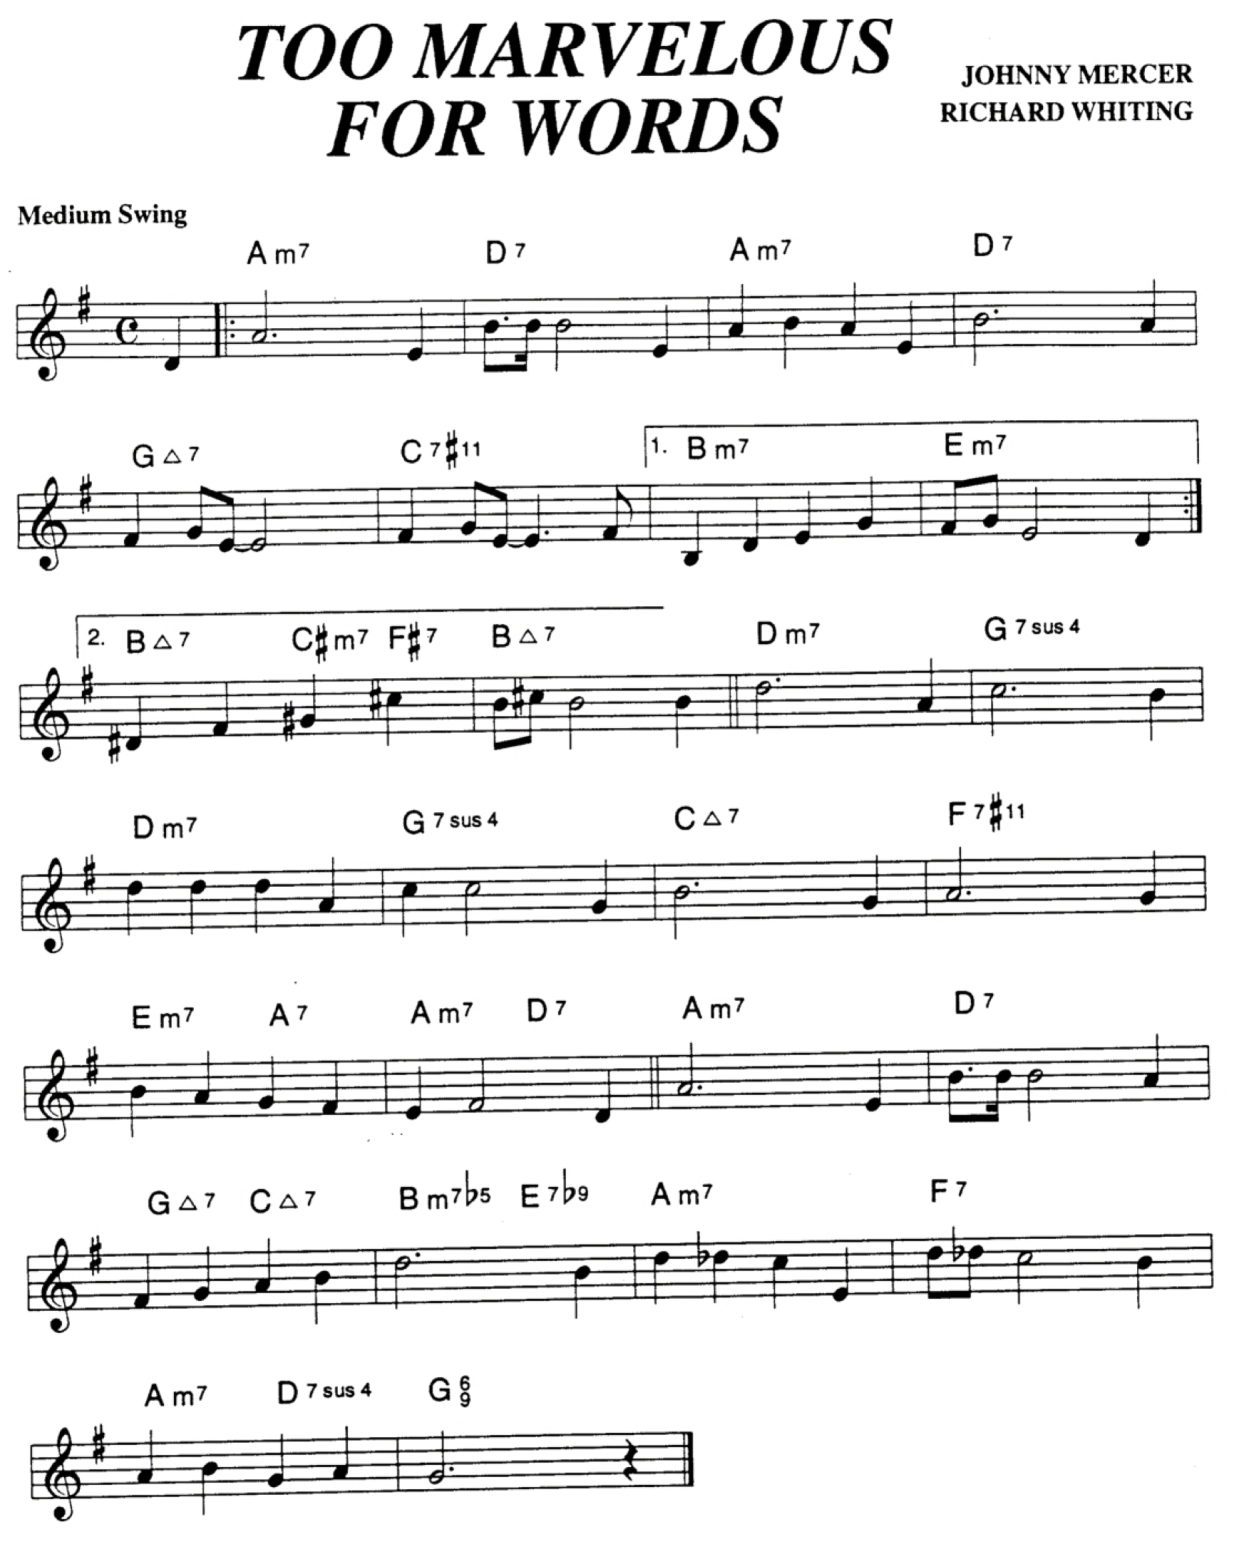 TOO MARVELOUS
FOR WORDS
JOHNNY MERCER
RICHARD WHITING
Medium Swing
A m7 D 7 A m7 D 7
G △ 7 C 7♯11 1. B m7 E m7
2. B △ 7 C♯m7 F♯7 B △ 7 D m7 G 7 sus 4
D m7 G 7 sus 4 C △ 7 F 7♯11
E m7 A 7 A m7 D 7 A m7 D 7
G △ 7 C △ 7 B m7♭5 E 7♭9 A m7 F 7
A m7 D 7 sus 4 G 6 9